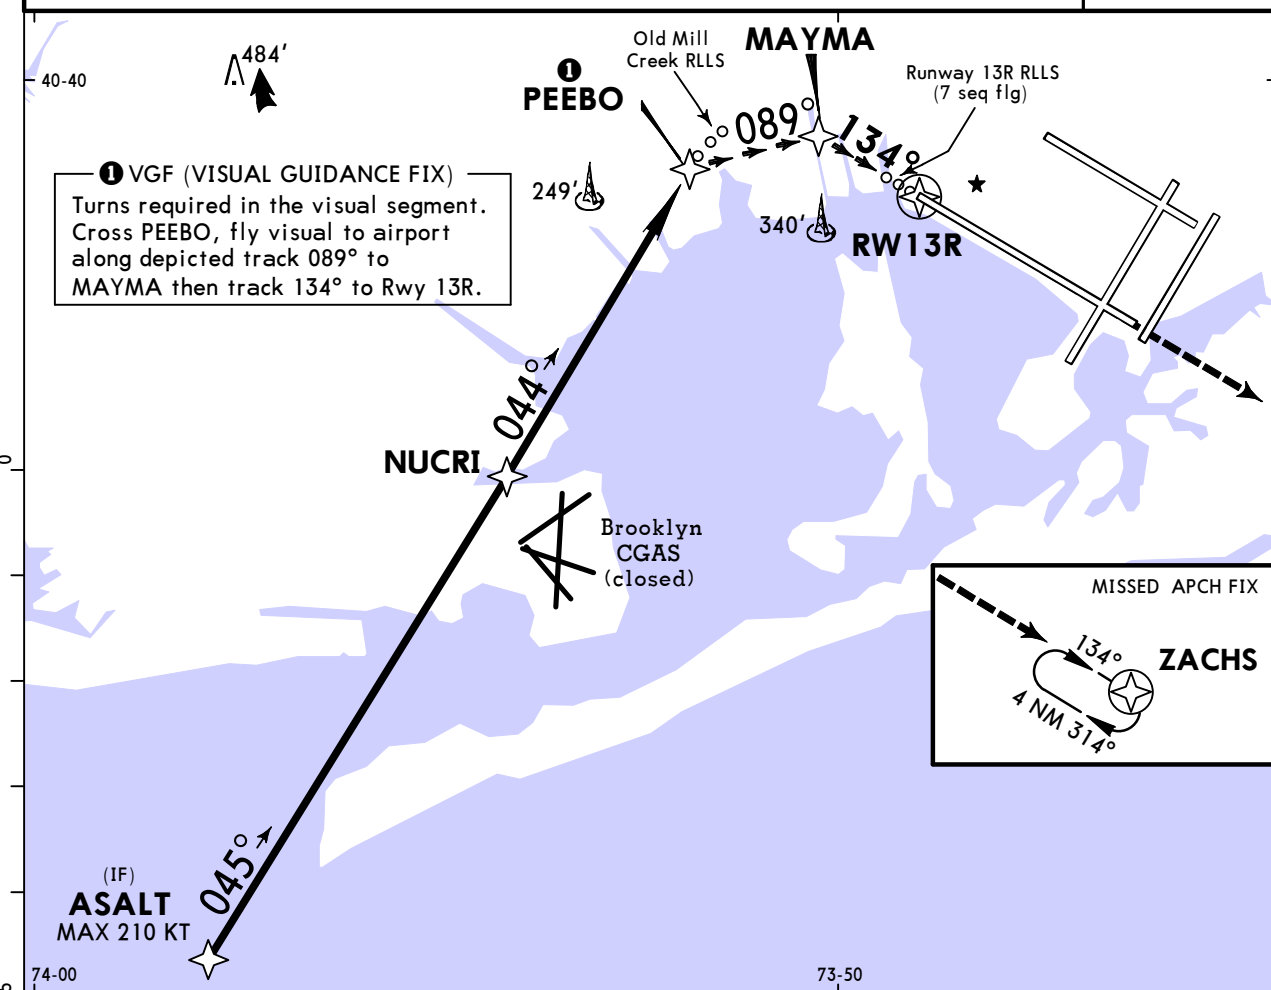 484'
40-40
❶
PEEBO
Old Mill
Creek RLLS
MAYMA
Runway 13R RLLS
(7 seq flg)
089°
134°
❶ VGF (VISUAL GUIDANCE FIX)
Turns required in the visual segment.
Cross PEEBO, fly visual to airport
along depicted track 089° to
MAYMA then track 134° to Rwy 13R.
249'
340'
RW13R
044°
NUCRI
0
Brooklyn
CGAS
(closed)
MISSED APCH FIX
134°
ZACHS
4 NM 314°
045°
(IF)
ASALT
MAX 210 KT
74-00
73-50